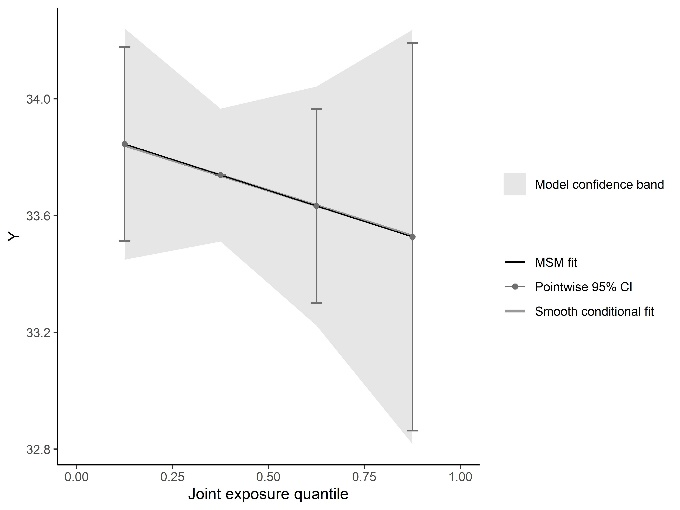 34.0
33.6
33.2
32.8
Y
0.00 0.25 0.50 0.75 1.00
Joint exposure quantile
Model confidence band
MSM fit
Pointwise 95% CI
Smooth conditional fit